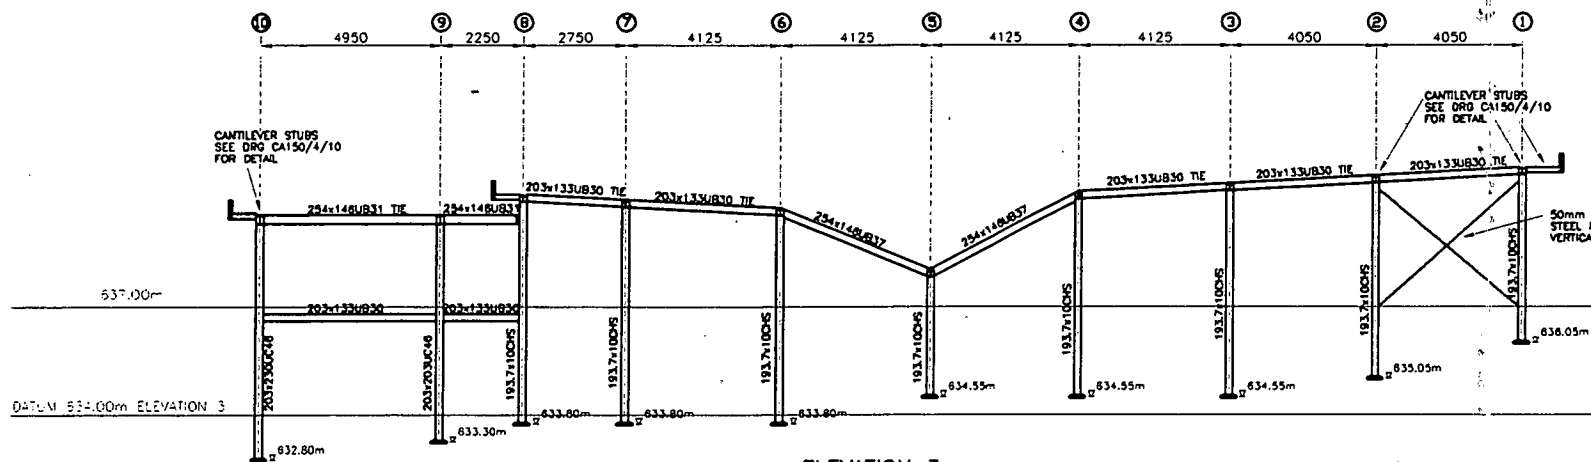 10 9 8 7 6 5 4 3 2 1
4950 2250 2750 4125 4125 4125 4125 4050 4050
CANTILEVER STUBS
SEE DRG CA150/4/10
FOR DETAIL
CANTILEVER STUBS
SEE DRG CA150/4/10
FOR DETAIL
254x146UB31 TIE
254x146UB31
203x133UB30 TIE
203x133UB30 TIE
254x146UB37
254x146UB37
203x133UB30 TIE
203x133UB30 TIE
203x133UB30 TIE
50mm
STEEL
637.00m
203x133UB30
203x133UB30
203x230UC46
203x203UC46
193.7x10CHS
193.7x10CHS
193.7x10CHS
193.7x10CHS
193.7x10CHS
193.7x10CHS
193.7x10CHS
193.7x10CHS
636.05m
635.05m
634.55m
634.55m
634.55m
DATUM 634.00m ELEVATION 3
633.80m
633.80m
633.80m
633.30m
632.80m